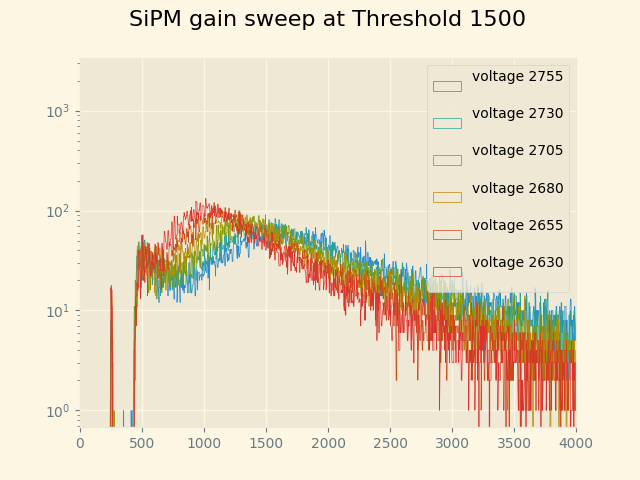 SiPM gain sweep at Threshold 1500
voltage 2755
voltage 2730
voltage 2705
voltage 2680
voltage 2655
voltage 2630
10³
10²
10¹
10⁰
0 500 1000 1500 2000 2500 3000 3500 4000